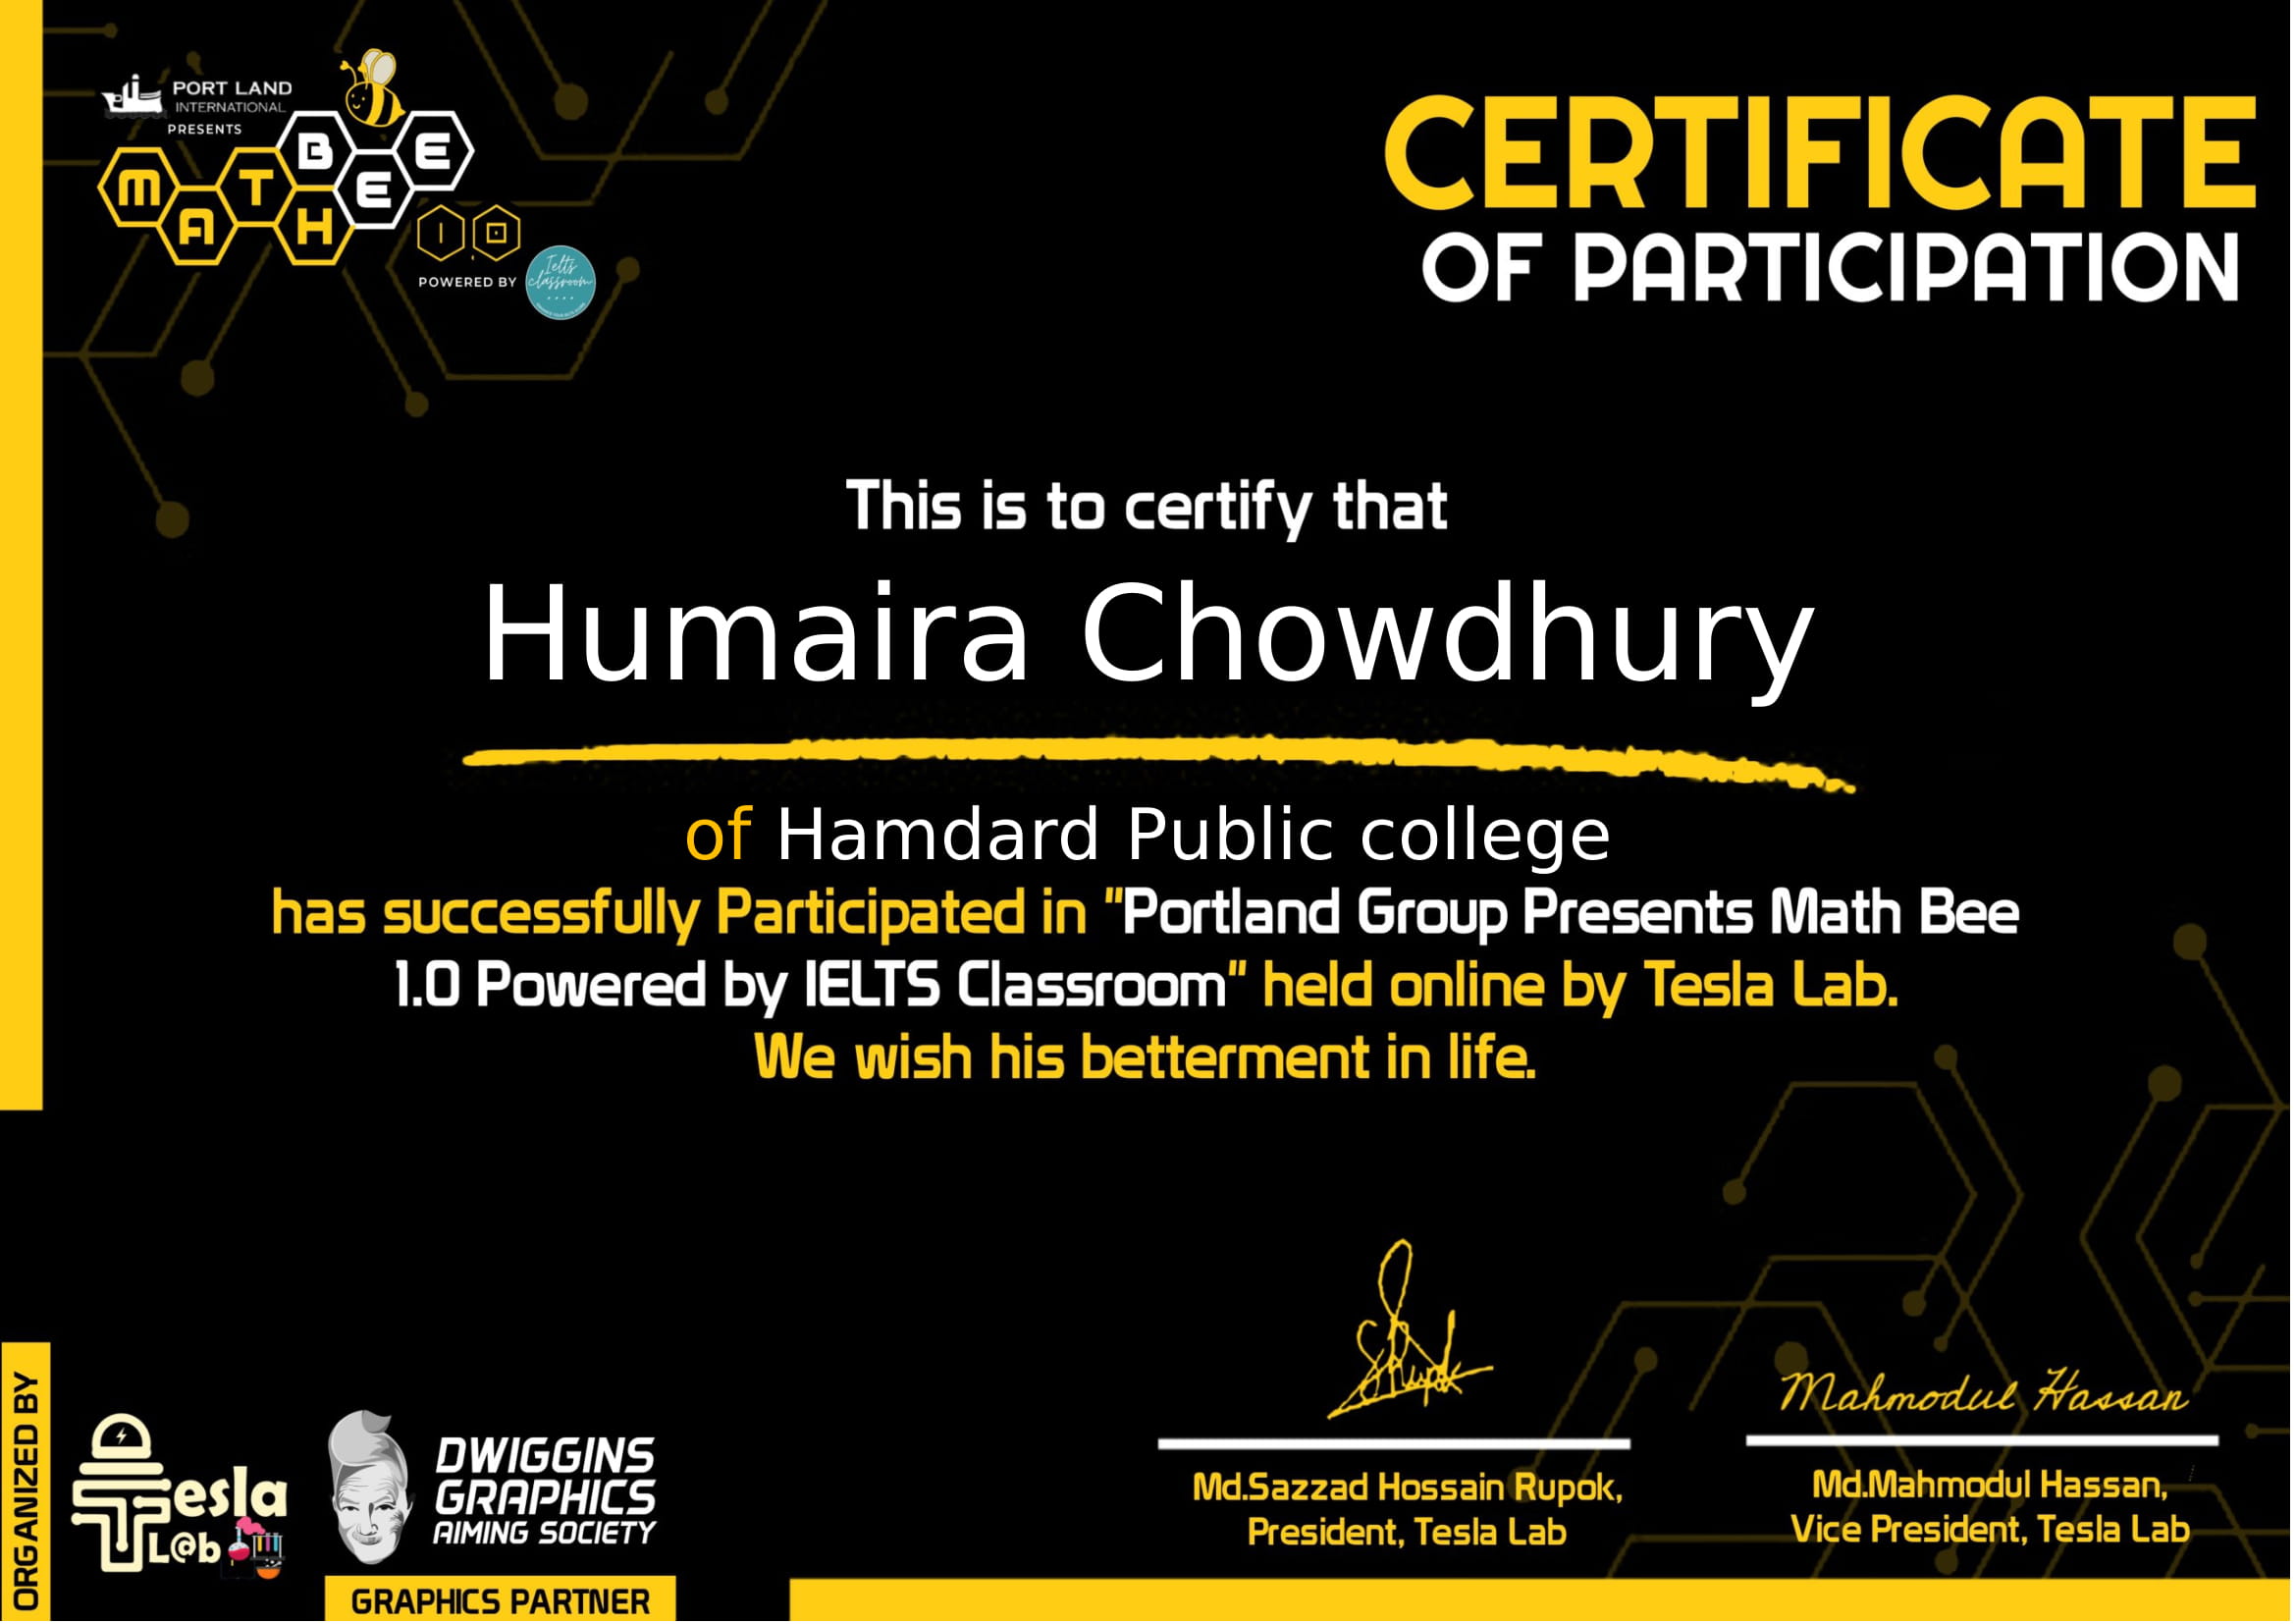 PORT LAND
INTERNATIONAL
PRESENTS
MATH BEE
1.0
POWERED BY
Ielts
classroom
CERTIFICATE
OF PARTICIPATION
This is to certify that
Humaira Chowdhury
of Hamdard Public college
has successfully Participated in "Portland Group Presents Math Bee
1.0 Powered by IELTS Classroom" held online by Tesla Lab.
We wish his betterment in life.
ORGANIZED BY
Tesla
L@b
DWIGGINS
GRAPHICS
AIMING SOCIETY
GRAPHICS PARTNER
SRupok
Md.Sazzad Hossain Rupok,
President, Tesla Lab
Mahmodul Hassan
Md.Mahmodul Hassan,
Vice President, Tesla Lab